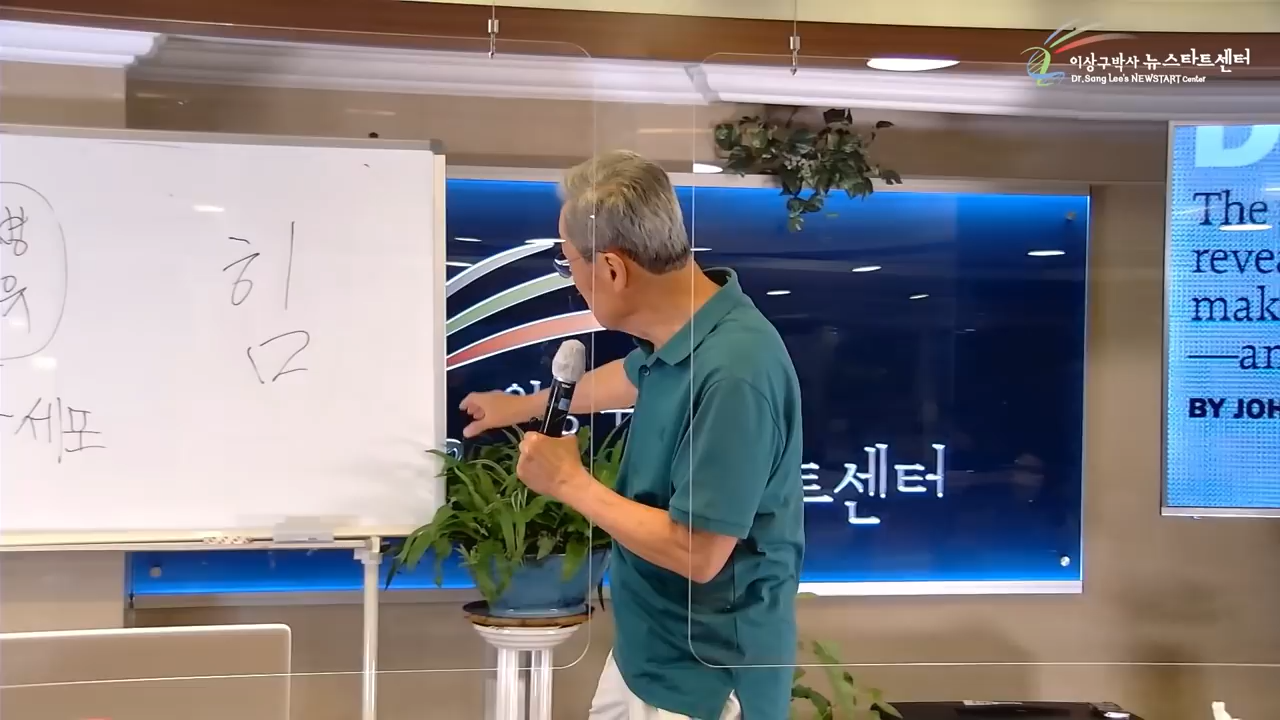 이상구박사 뉴스타트센터
Dr. Sang Lee's NEWSTART Center
힘
세포
트센터
D
The
revea
mak
—an
BY JOH